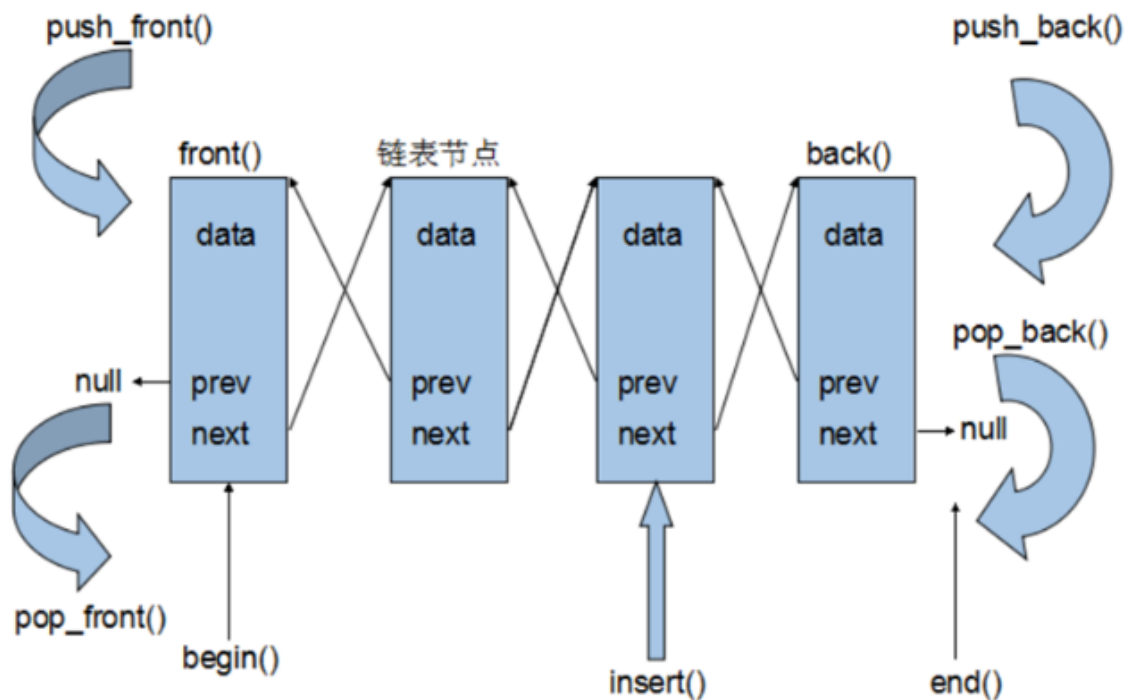 push_front()
push_back()
front()
链表节点
back()
data
data
data
data
pop_back()
null
prev
prev
prev
prev
next
next
next
next
null
pop_front()
begin()
insert()
end()